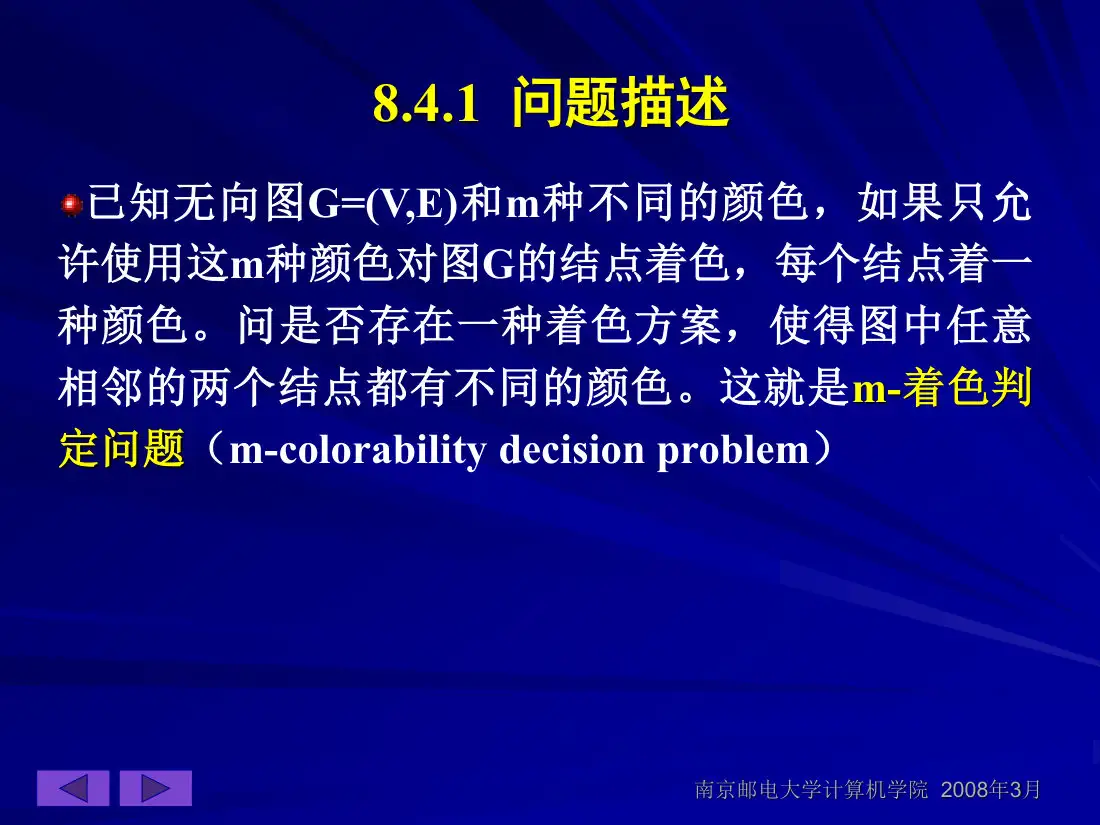 8.4.1 问题描述
已知无向图G=(V,E)和m种不同的颜色，如果只允
许使用这m种颜色对图G的结点着色，每个结点着一
种颜色。问是否存在一种着色方案，使得图中任意
相邻的两个结点都有不同的颜色。这就是m-着色判
定问题（m-colorability decision problem）
南京邮电大学计算机学院 2008年3月